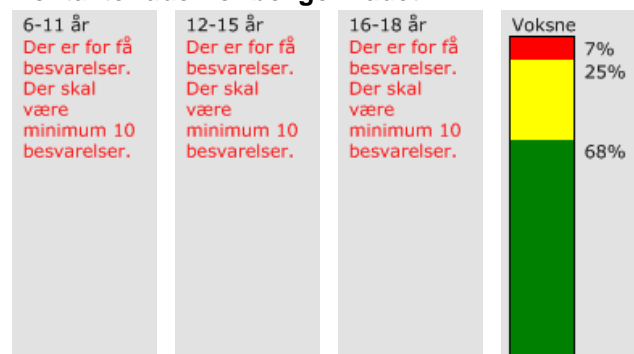 6-11 år
Der er for få
besvarelser.
Der skal
være
minimum 10
besvarelser.
12-15 år
Der er for få
besvarelser.
Der skal
være
minimum 10
besvarelser.
16-18 år
Der er for få
besvarelser.
Der skal
være
minimum 10
besvarelser.
Voksne
7%
25%
68%